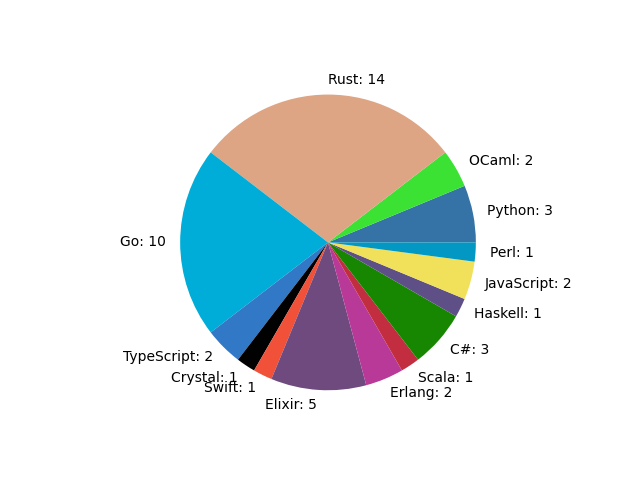 Rust: 14
OCaml: 2
Python: 3
Go: 10
Perl: 1
JavaScript: 2
Haskell: 1
C#: 3
TypeScript: 2
Crystal: 1
Scala: 1
Swift: 1
Erlang: 2
Elixir: 5